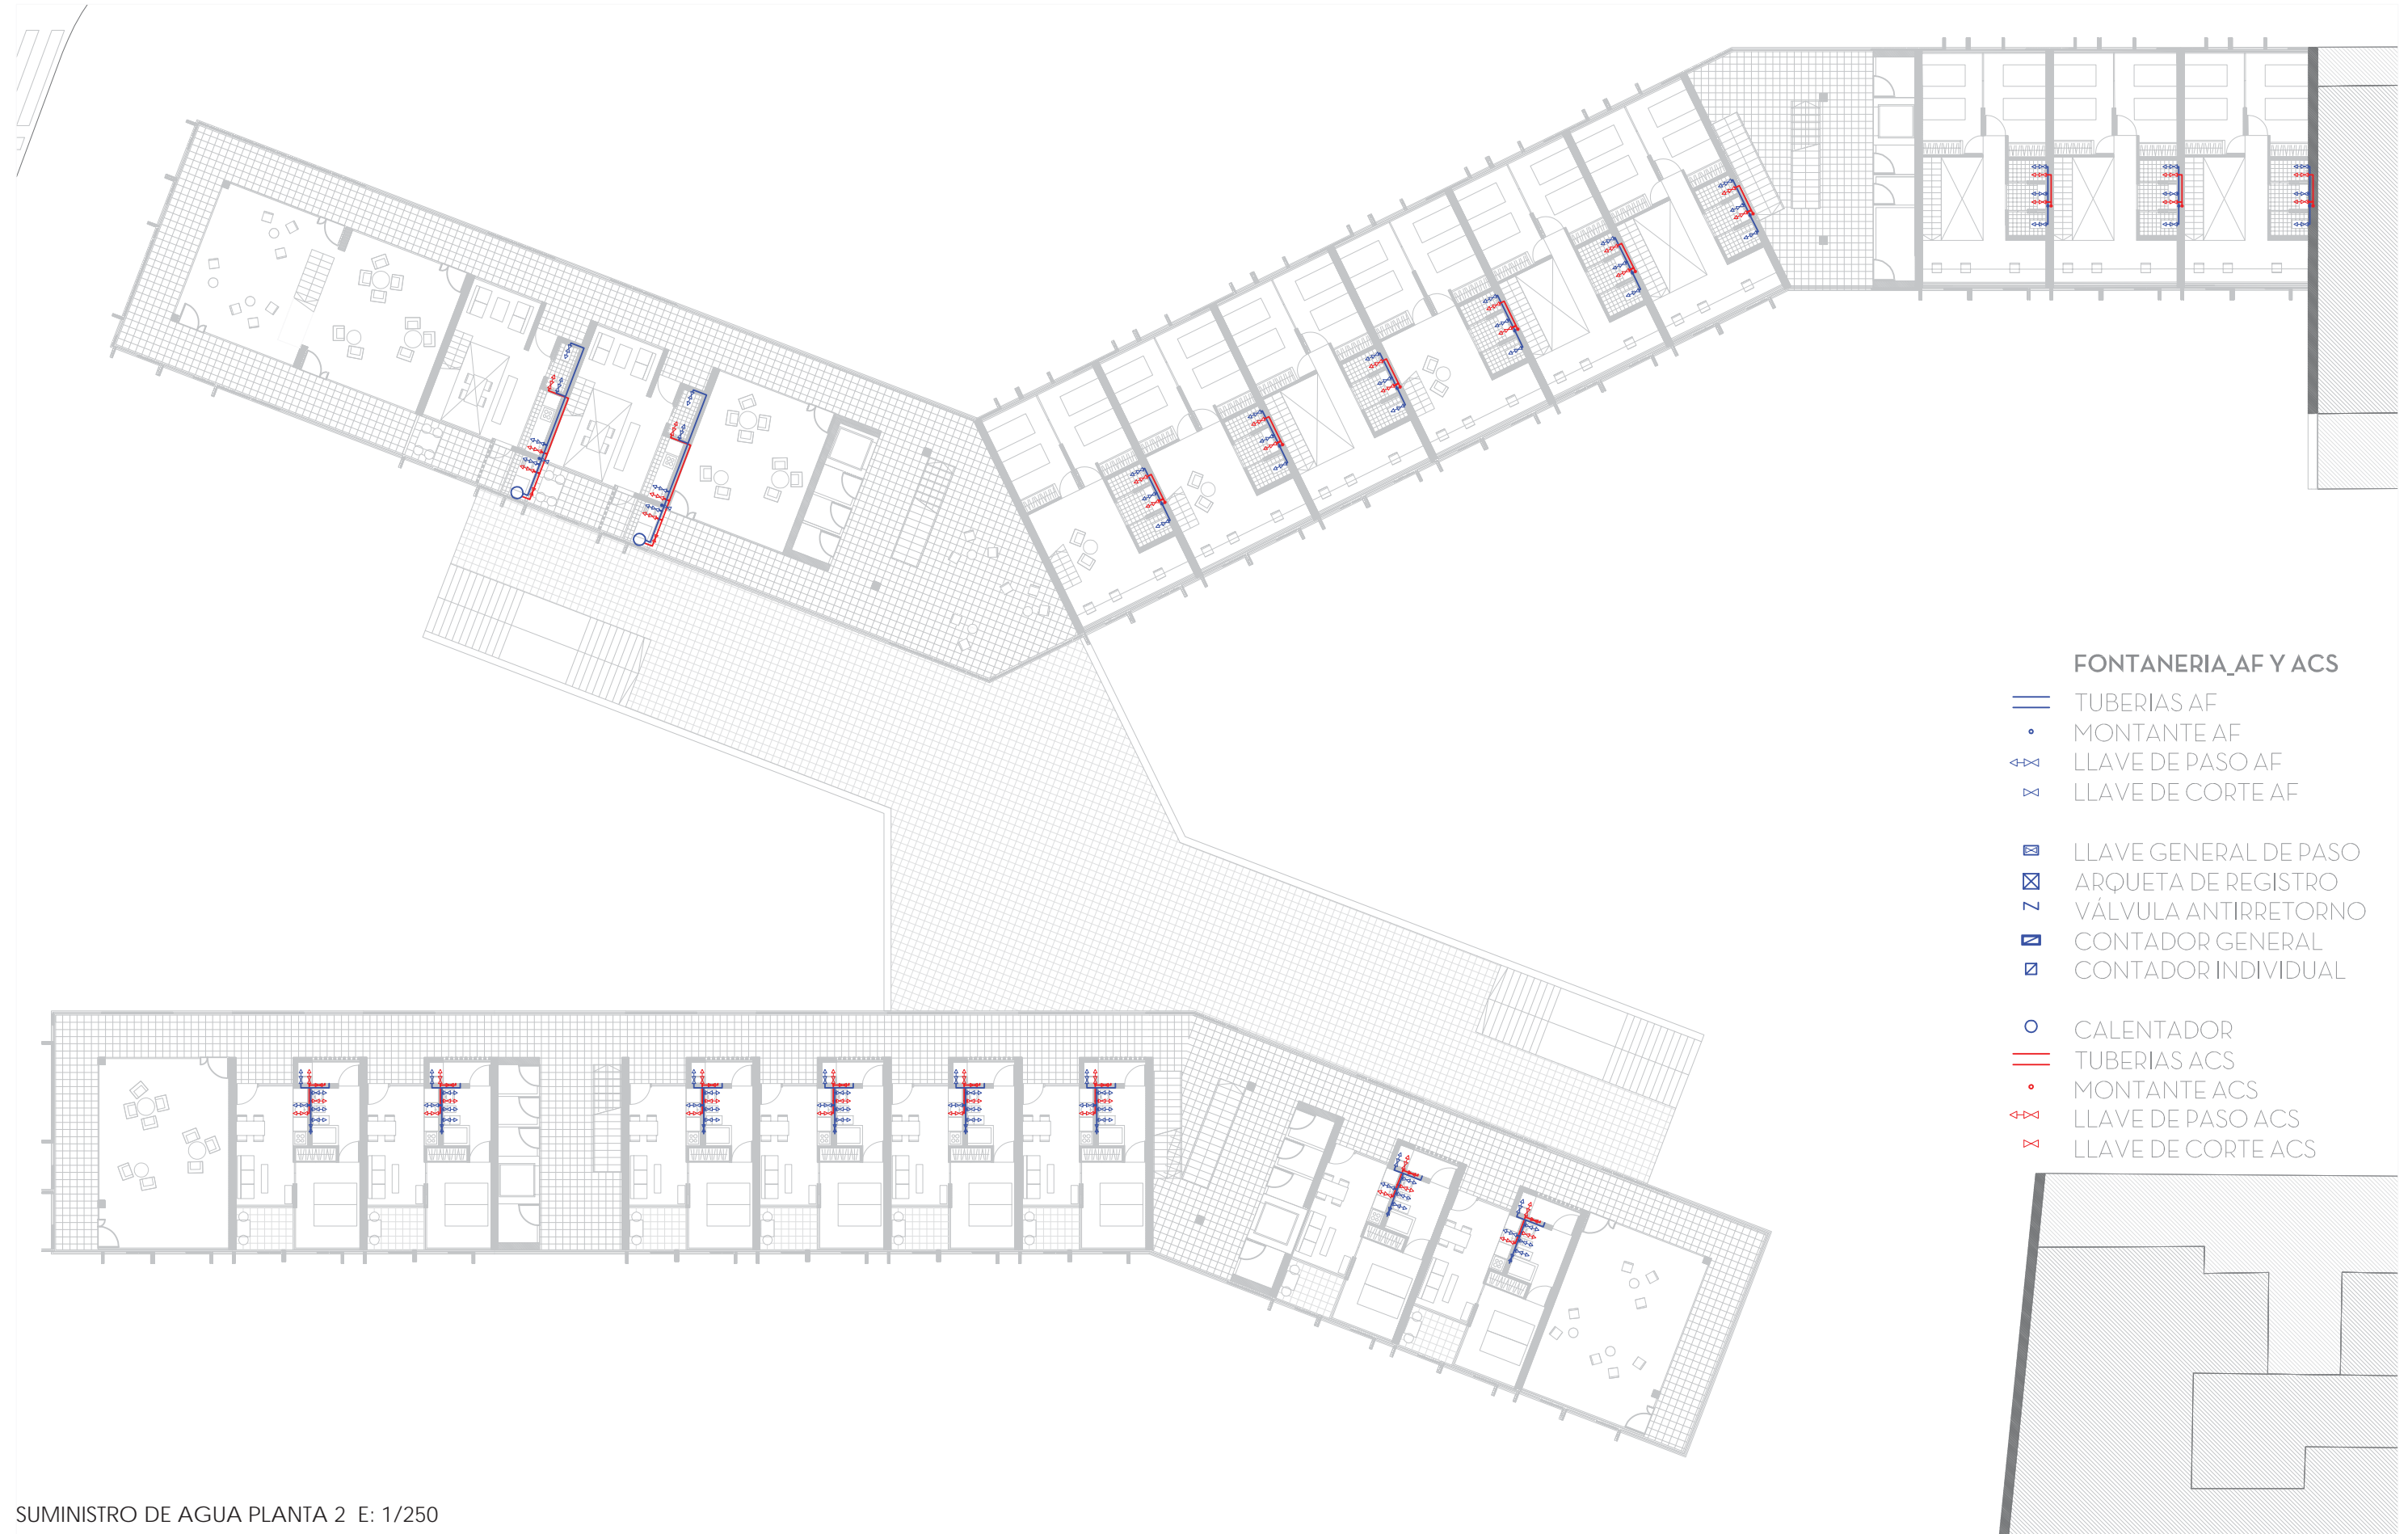 FONTANERIA_AF Y ACS
TUBERIAS AF
MONTANTE AF
LLAVE DE PASO AF
LLAVE DE CORTE AF
LLAVE GENERAL DE PASO
ARQUETA DE REGISTRO
VÁLVULA ANTIRRETORNO
CONTADOR GENERAL
CONTADOR INDIVIDUAL
CALENTADOR
TUBERIAS ACS
MONTANTE ACS
LLAVE DE PASO ACS
LLAVE DE CORTE ACS
SUMINISTRO DE AGUA PLANTA 2 E: 1/250